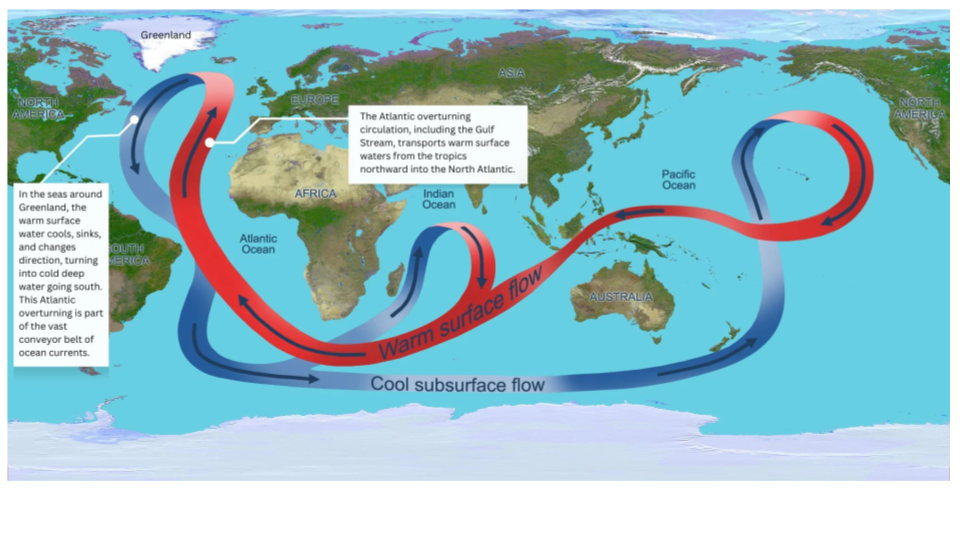 Greenland
NORTH
AMERICA
EUROPE
ASIA
NORTH
AMERICA
The Atlantic overturning
circulation, including the Gulf
Stream, transports warm surface
waters from the tropics
northward into the North Atlantic.
In the seas around
Greenland, the
warm surface
water cools, sinks,
and changes
direction, turning
into cold deep
water going south.
This Atlantic
overturning is part
of the vast
conveyor belt of
ocean currents.
AFRICA
Indian
Ocean
Pacific
Ocean
Atlantic
Ocean
OUTH
MERICA
AUSTRALIA
Warm surface flow
Cool subsurface flow